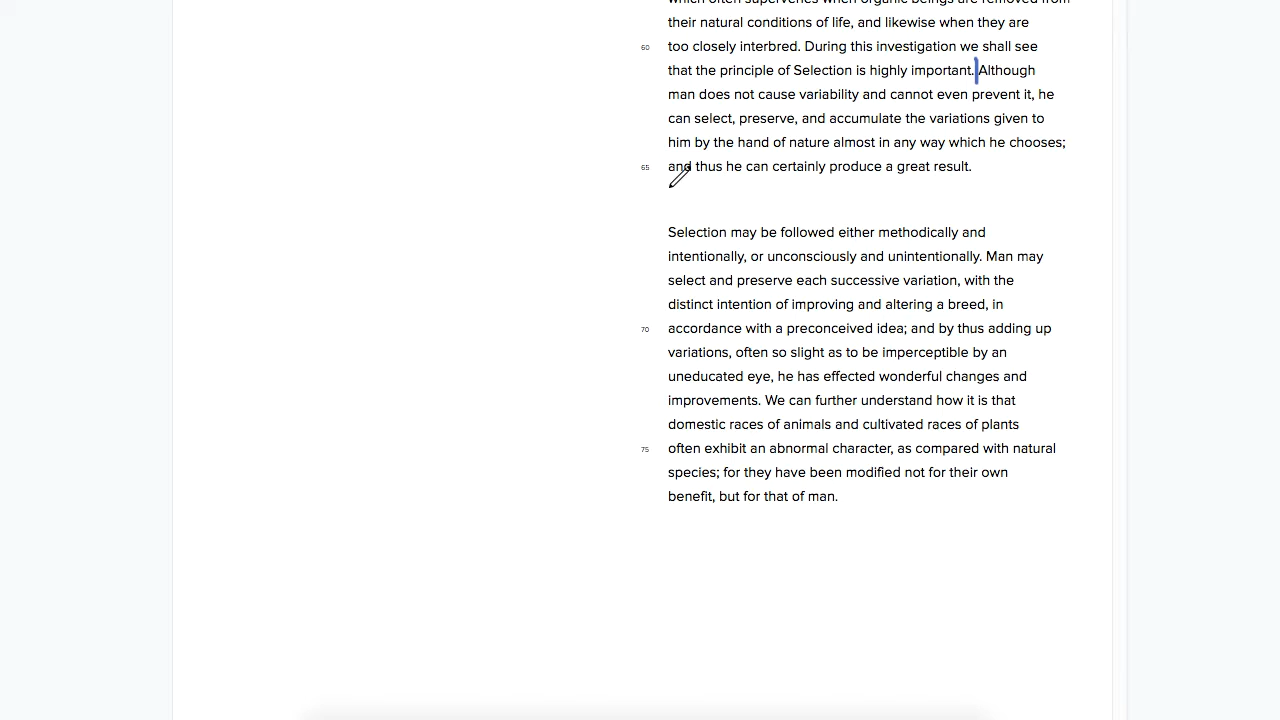 which often supervenes when organic beings are removed from
their natural conditions of life, and likewise when they are
60 too closely interbred. During this investigation we shall see
that the principle of Selection is highly important. Although
man does not cause variability and cannot even prevent it, he
can select, preserve, and accumulate the variations given to
him by the hand of nature almost in any way which he chooses;
65 and thus he can certainly produce a great result.
Selection may be followed either methodically and
intentionally, or unconsciously and unintentionally. Man may
select and preserve each successive variation, with the
distinct intention of improving and altering a breed, in
70 accordance with a preconceived idea; and by thus adding up
variations, often so slight as to be imperceptible by an
uneducated eye, he has effected wonderful changes and
improvements. We can further understand how it is that
domestic races of animals and cultivated races of plants
75 often exhibit an abnormal character, as compared with natural
species; for they have been modified not for their own
benefit, but for that of man.